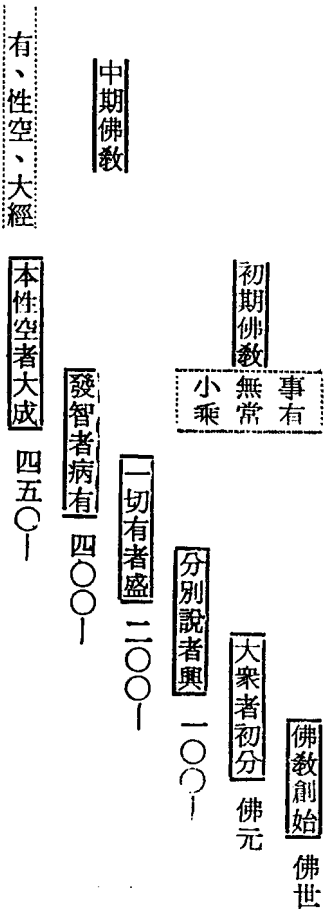 佛教創始 佛世
大衆者初分 佛元
初期佛教
事有
無常
小乘
分別說者興 一〇〇—
一切有者盛 二〇〇—
發智者病有 四〇〇—
中期佛教
本性空者大成 四五〇—
有、性空、大經